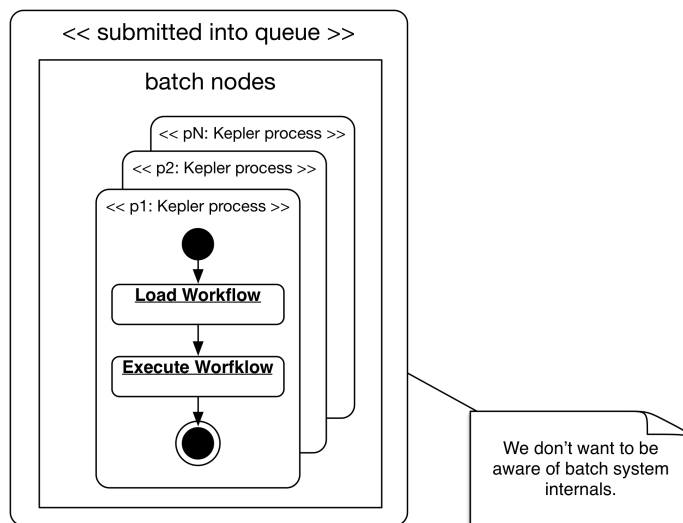 << submitted into queue >>
batch nodes
<< pN: Kepler process >>
<< p2: Kepler process >>
<< p1: Kepler process >>
Load Workflow
Execute Worfklow
We don't want to be
aware of batch system
internals.